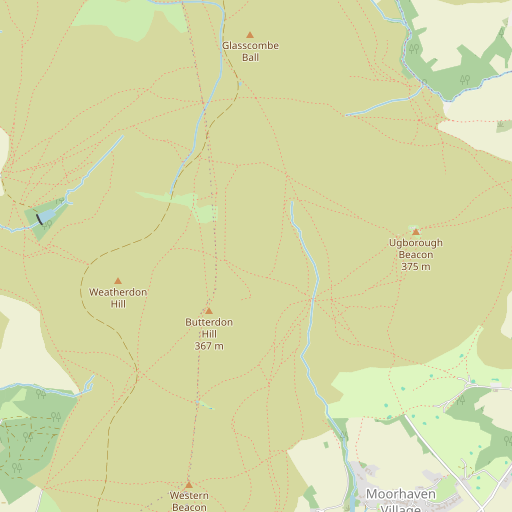 Glasscombe
Ball
Ugborough
Beacon
375 m
Weatherdon
Hill
Butterdon
Hill
367 m
Western
Beacon
Moorhaven
Village